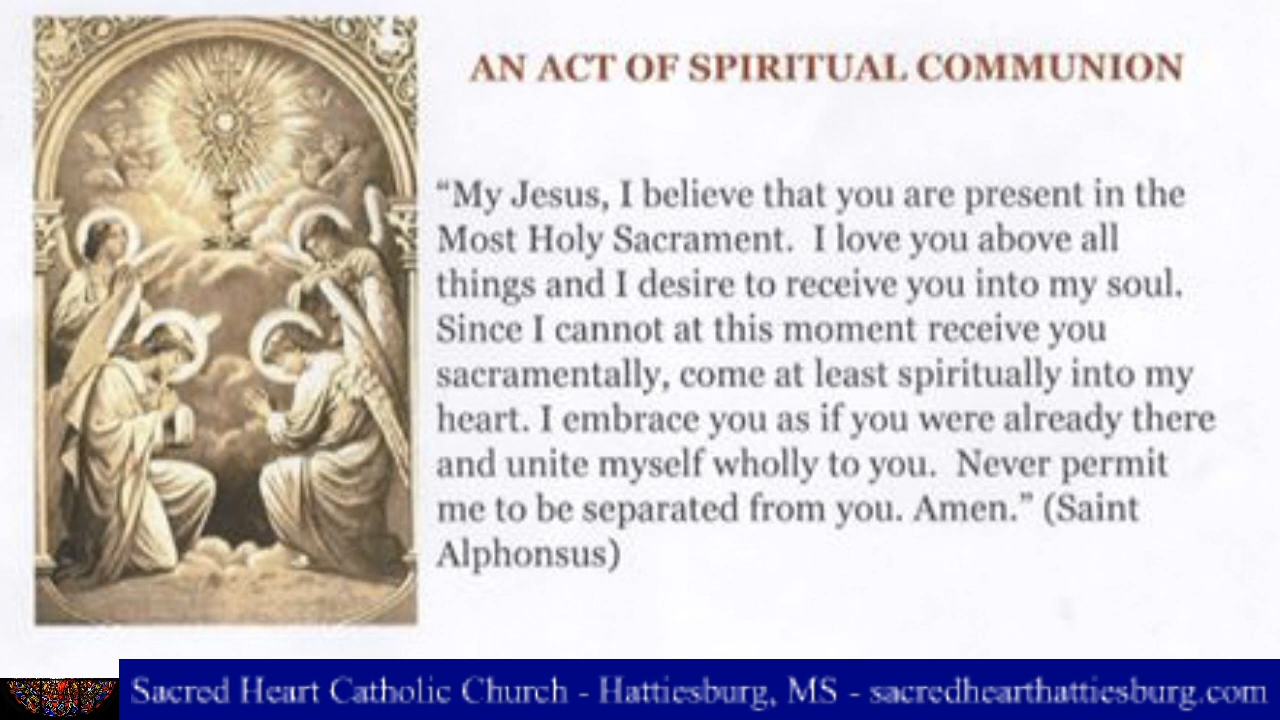 AN ACT OF SPIRITUAL COMMUNION
“My Jesus, I believe that you are present in the
Most Holy Sacrament.  I love you above all
things and I desire to receive you into my soul.
Since I cannot at this moment receive you
sacramentally, come at least spiritually into my
heart. I embrace you as if you were already there
and unite myself wholly to you.  Never permit
me to be separated from you. Amen.” (Saint
Alphonsus)
Sacred Heart Catholic Church - Hattiesburg, MS - sacredhearthattiesburg.com